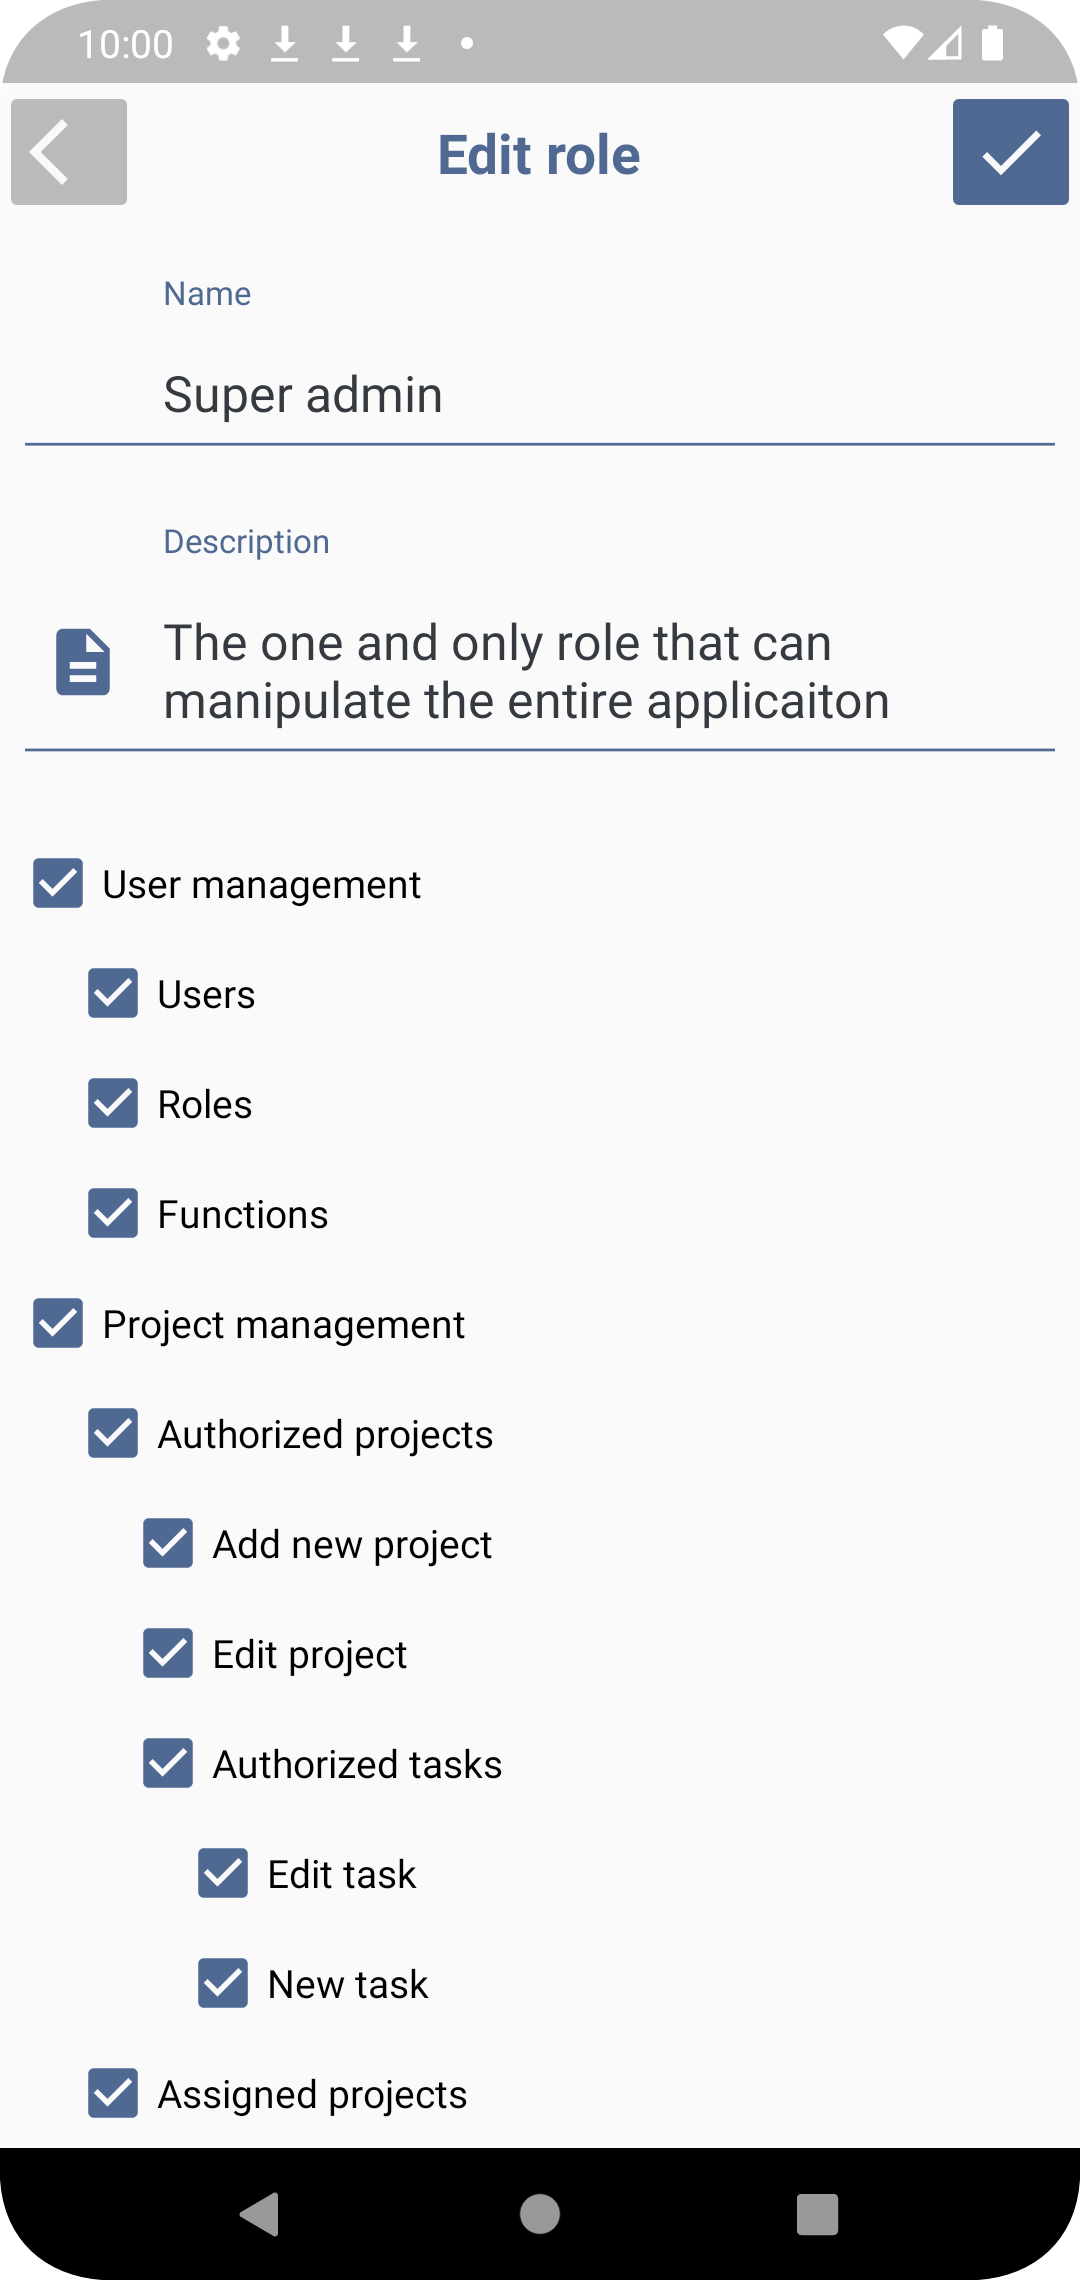 10:00
Edit role
Name
Super admin
Description
The one and only role that can
manipulate the entire applicaiton
User management
Users
Roles
Functions
Project management
Authorized projects
Add new project
Edit project
Authorized tasks
Edit task
New task
Assigned projects